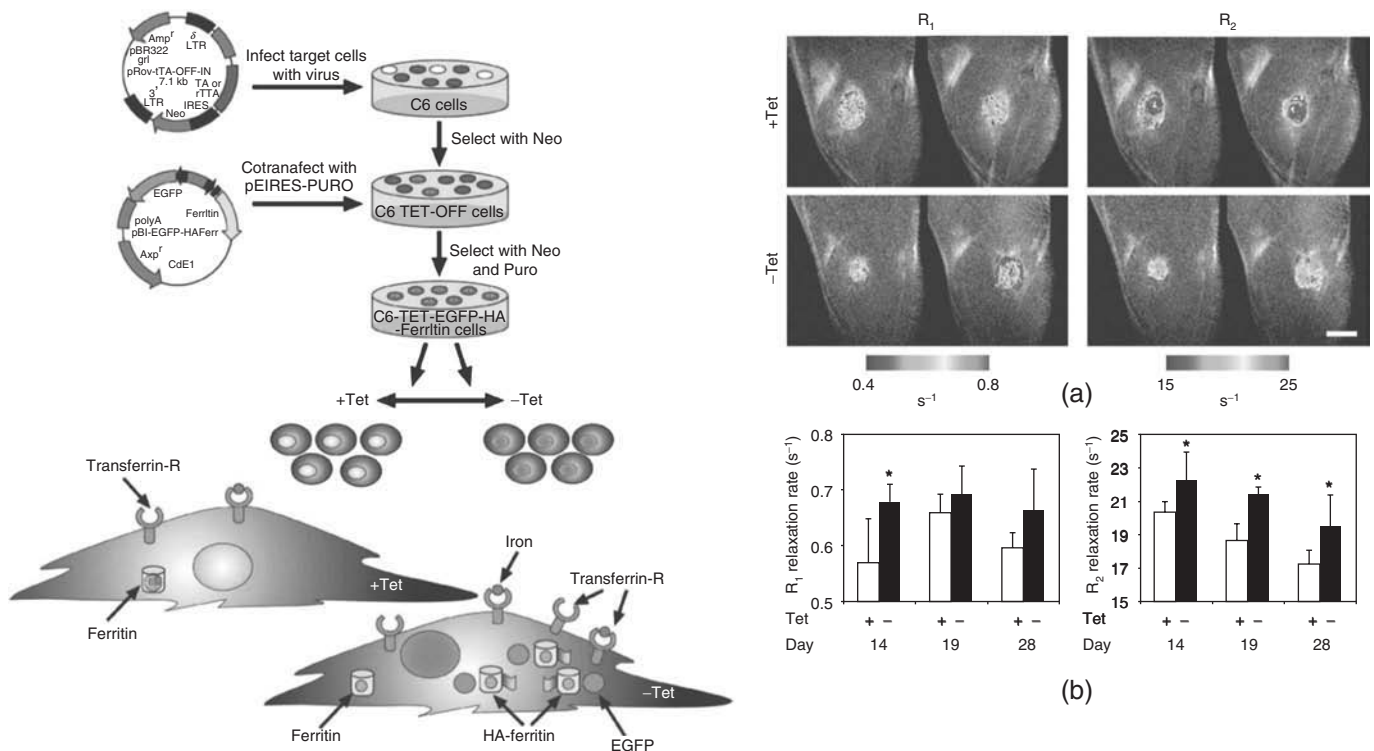 Amp^r
δ
LTR
pBR322
grl
pRov-tTA-OFF-IN
7.1 kb
TA or
rTTA
3'
LTR
IRES
Neo
Infect target cells
with virus
C6 cells
Select with Neo
EGFP
Ferrltin
polyA
pBI-EGFP-HAFerr
Axp^r
CdE1
Cotranafect with
pEIRES-PURO
C6 TET-OFF cells
Select with Neo
and Puro
C6-TET-EGFP-HA
-Ferrltin cells
+Tet
−Tet
Transferrin-R
+Tet
Ferritin
Iron
Transferrin-R
−Tet
Ferritin
HA-ferritin
EGFP
R₁
R₂
+Tet
−Tet
0.4
0.8
s⁻¹
15
25
s⁻¹
(a)
R₁ relaxation rate (s⁻¹)
0.8
0.7
0.6
0.5
*
Tet + − + − + −
Day 14 19 28
R₂ relaxation rate (s⁻¹)
25
23
21
19
17
15
* * *
Tet + − + − + −
Day 14 19 28
(b)